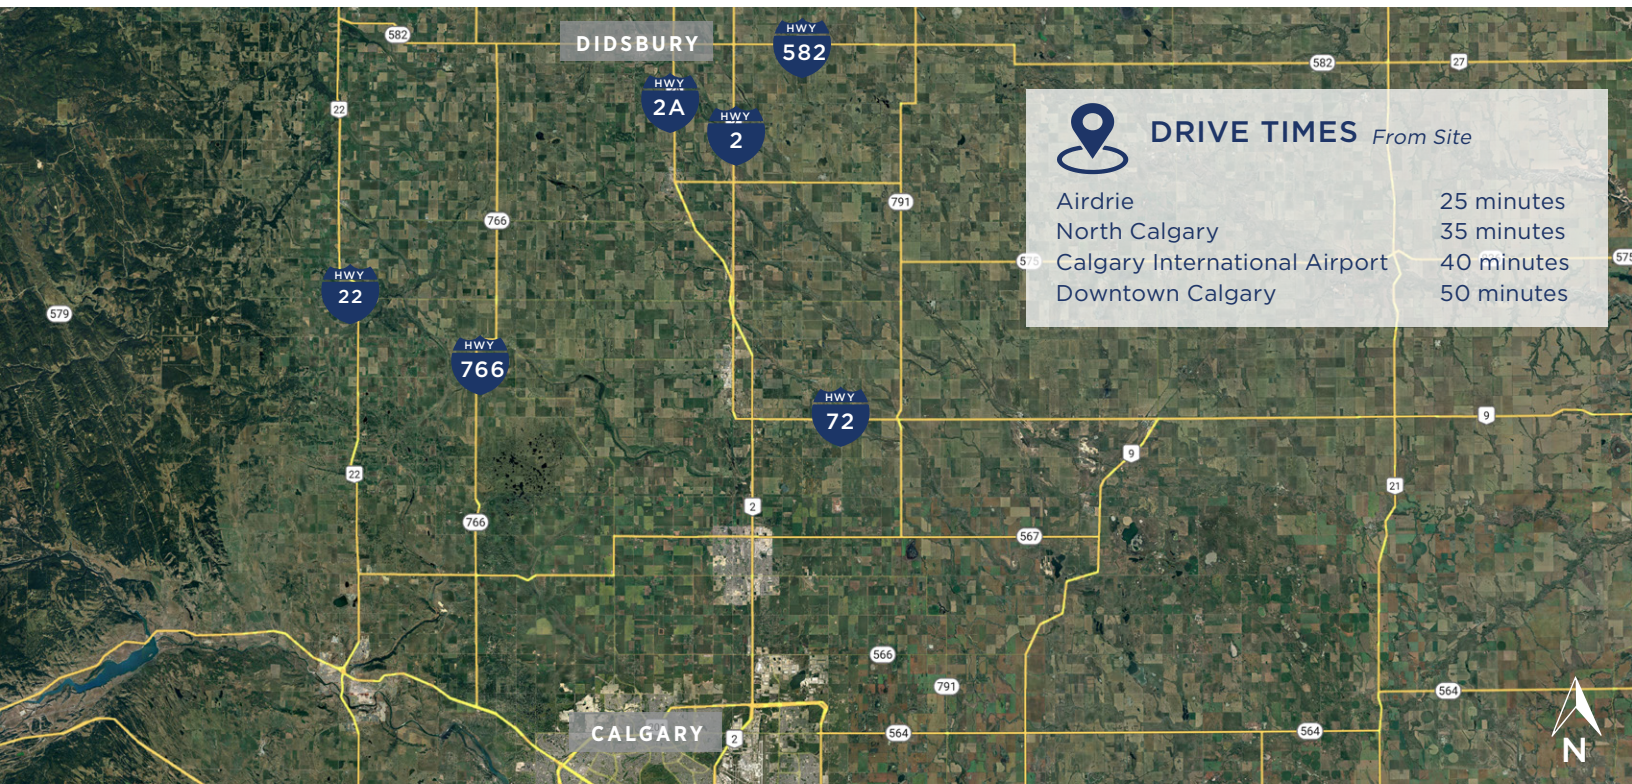 582
DIDSBURY
HWY
582
582
27
HWY
2A
HWY
2
22
DRIVE TIMES From Site
Airdrie 25 minutes
North Calgary 35 minutes
Calgary International Airport 40 minutes
Downtown Calgary 50 minutes
791
766
575
575
HWY
22
579
HWY
766
HWY
72
9
9
22
21
2
766
567
566
791
564
564
564
CALGARY
2
N